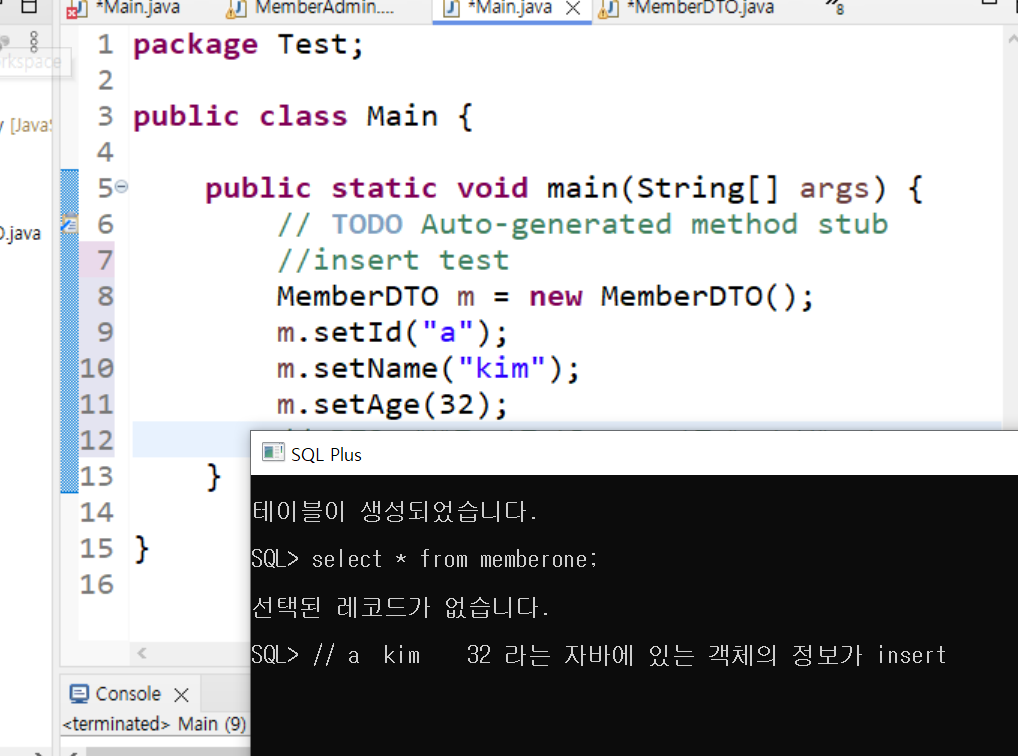 *Main.java MemberAdmin.... *Main.java *MemberDTO.java 8
rkspace
[JavaS
O.java
1 package Test;
2
3 public class Main {
4
5 public static void main(String[] args) {
6 // TODO Auto-generated method stub
7 //insert test
8 MemberDTO m = new MemberDTO();
9 m.setId("a");
10 m.setName("kim");
11 m.setAge(32);
12
13 }
14
15 }
16
SQL Plus
테이블이 생성되었습니다.
SQL> select * from memberone;
선택된 레코드가 없습니다.
SQL> // a kim 32 라는 자바에 있는 객체의 정보가 insert
Console
<terminated> Main (9)